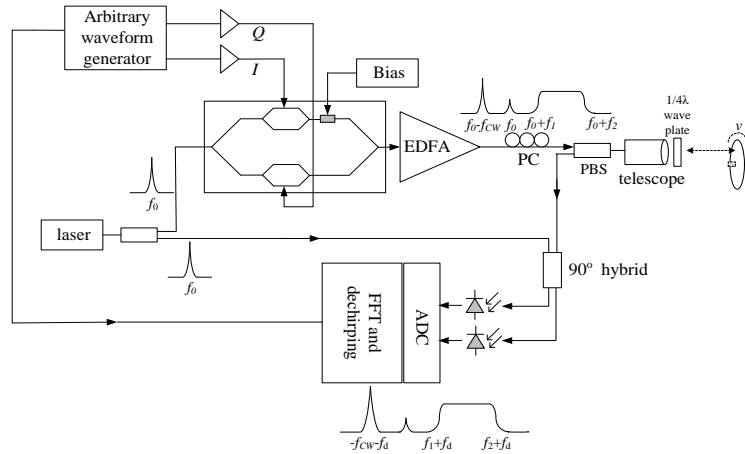 Arbitrary
waveform
generator
Q
I
Bias
EDFA
f0-fCW f0 f0+f1 f0+f2
PC
PBS
1/4λ
wave
plate
telescope
v
f0
laser
f0
90° hybrid
FFT and
dechirping
ADC
-fCW-fd f1+fd f2+fd